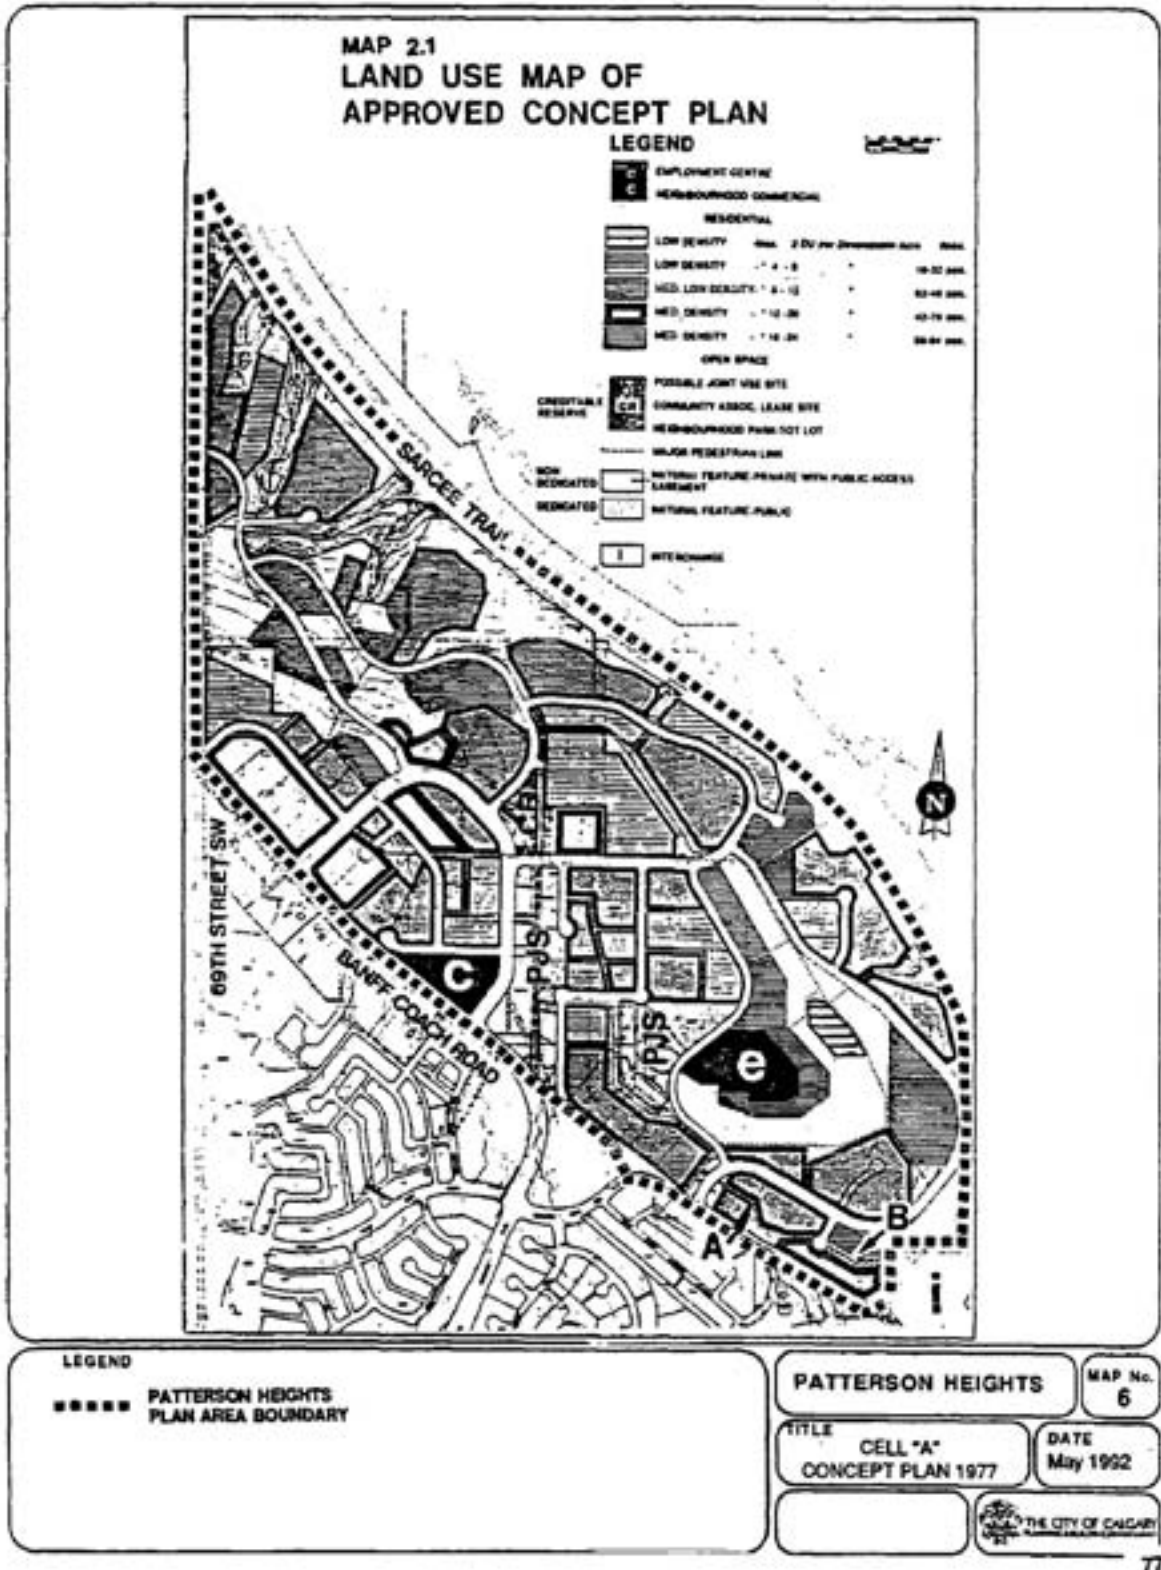 MAP 2.1
LAND USE MAP OF
APPROVED CONCEPT PLAN
LEGEND
C EMPLOYMENT CENTRE
C NEIGHBOURHOOD COMMERCIAL
RESIDENTIAL
LOW DENSITY
LOW DENSITY
MED. LOW DENSITY
MED. DENSITY
MED. DENSITY
OPEN SPACE
POSSIBLE JOINT USE SITE
CREDITABLE
RESERVE
COMMUNITY ASSOC. LEASE SITE
NEIGHBOURHOOD PARK TOT LOT
MAJOR PEDESTRIAN LINK
NON
DEDICATED
NATURAL FEATURE-PRIVATE WITH PUBLIC ACCESS
EASEMENT
DEDICATED
NATURAL FEATURE-PUBLIC
I INTERCHANGE
SARCEE TRAIL
N
69TH STREET SW
BANFF COACH ROAD
C
PJS
PJS
e
A
B
i
LEGEND
PATTERSON HEIGHTS
PLAN AREA BOUNDARY
PATTERSON HEIGHTS
MAP No.
6
TITLE
CELL "A"
CONCEPT PLAN 1977
DATE
May 1992
THE CITY OF CALGARY
77